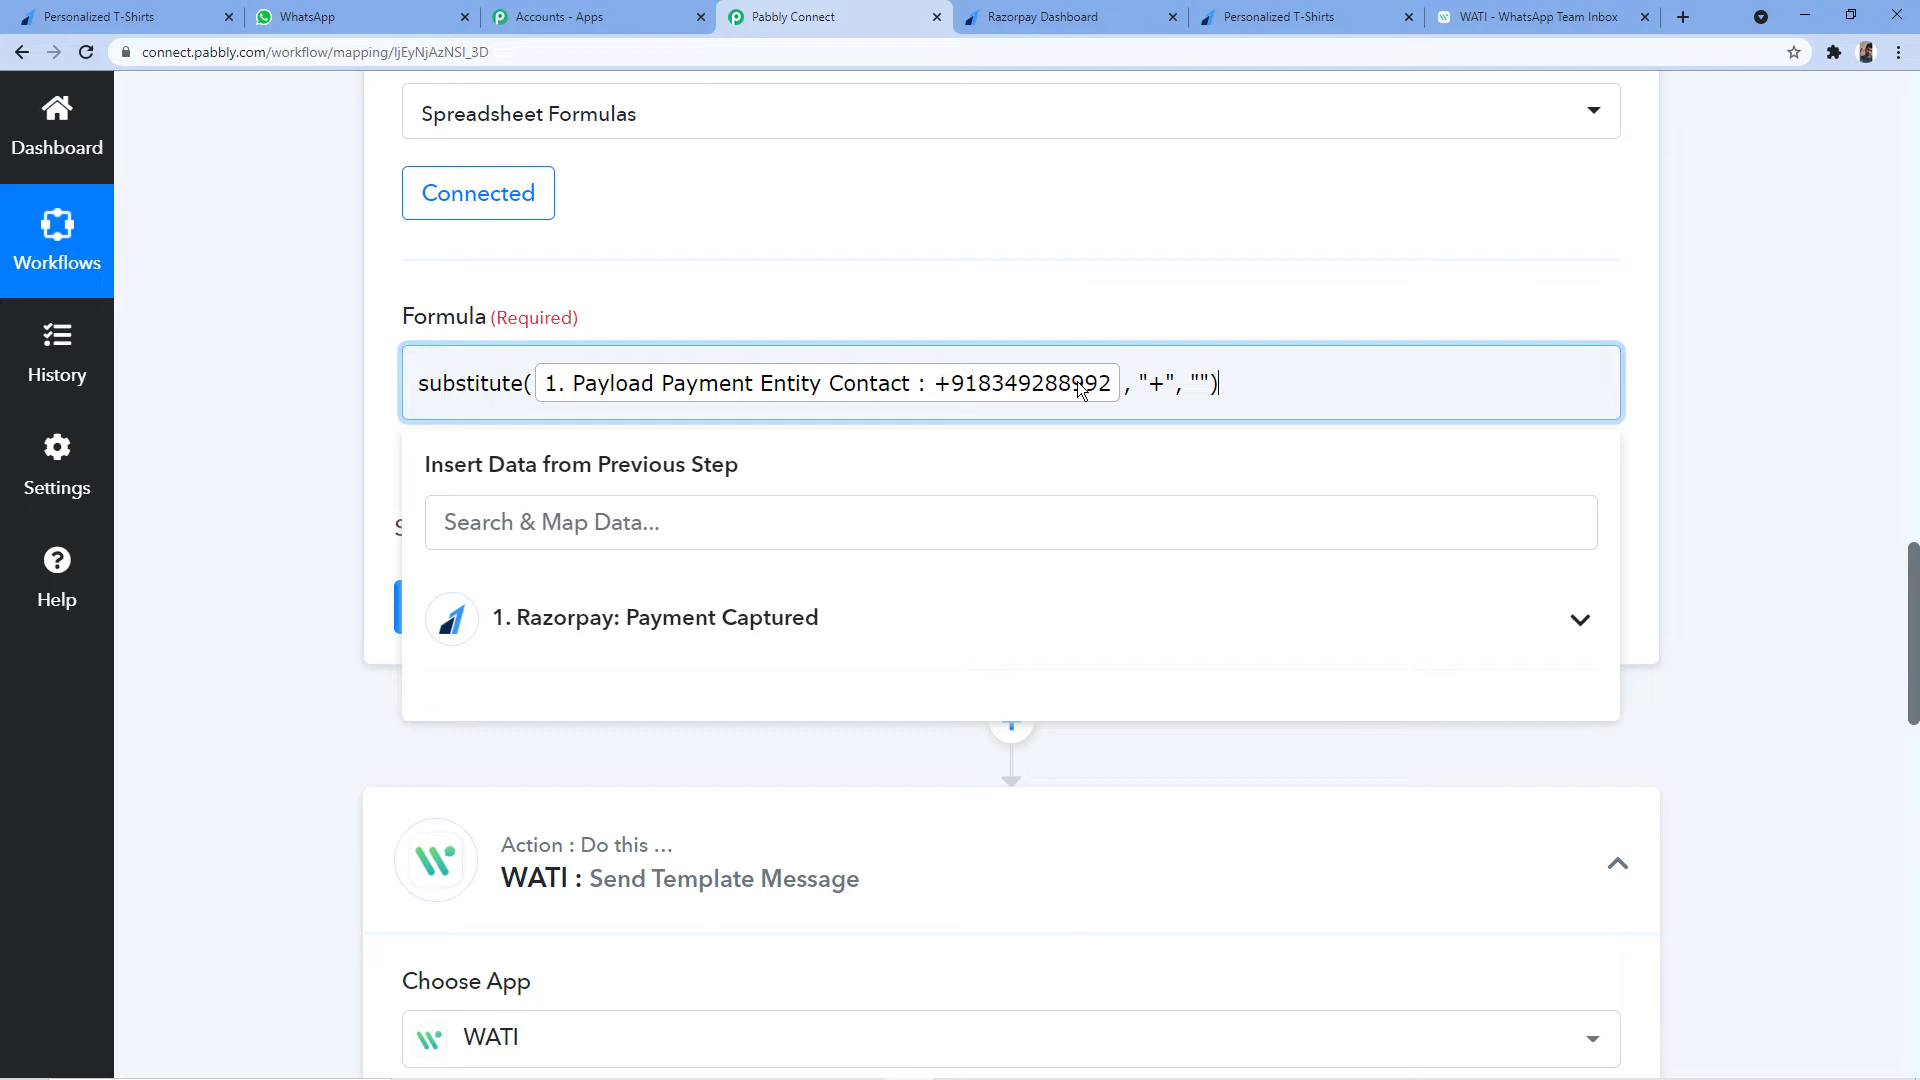 Personalized T-Shirts
WhatsApp
Accounts - Apps
Pabbly Connect
Razorpay Dashboard
Personalized T-Shirts
WATI - WhatsApp Team Inbox
connect.pabbly.com/workflow/mapping/IjEyNjAzNSI_3D
Dashboard
Workflows
History
Settings
Help
Spreadsheet Formulas
Connected
Formula (Required)
substitute( 1. Payload Payment Entity Contact : +918349288992 , "+", "")
Insert Data from Previous Step
Search & Map Data...
1. Razorpay: Payment Captured
Action : Do this ...
WATI : Send Template Message
Choose App
WATI